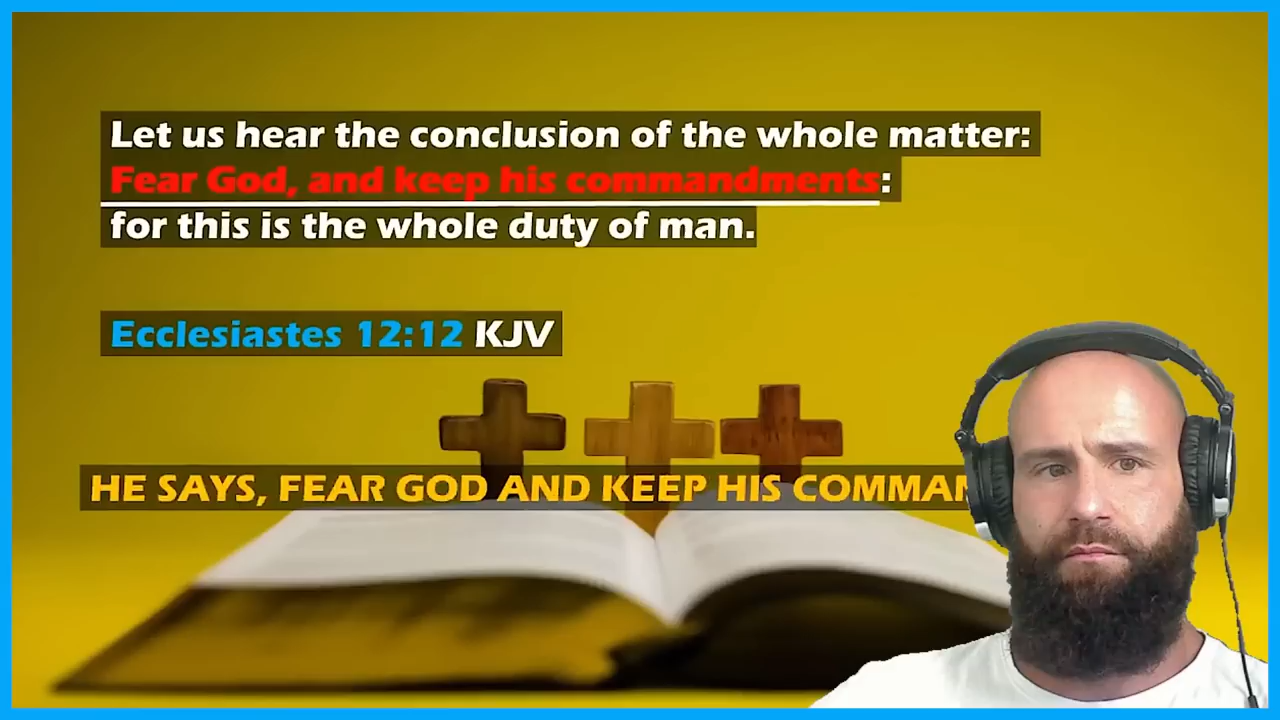 Let us hear the conclusion of the whole matter:
Fear God, and keep his commandments:
for this is the whole duty of man.
Ecclesiastes 12:12 KJV
HE SAYS, FEAR GOD AND KEEP HIS